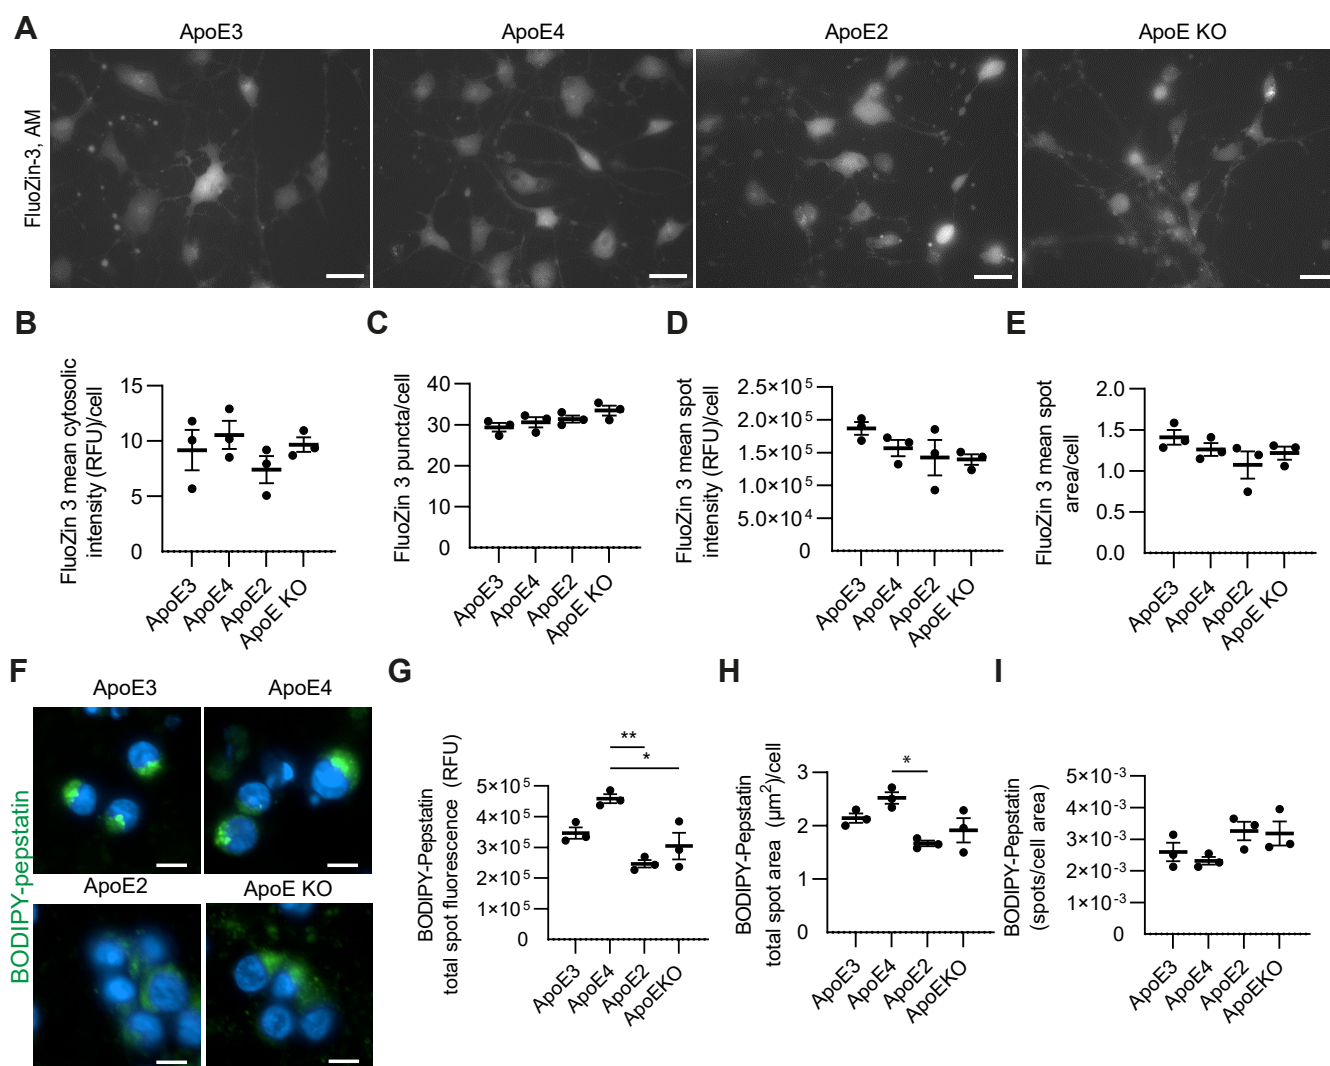 A
ApoE3
ApoE4
ApoE2
ApoE KO
FluoZin-3, AM
B
C
D
E
FluoZin 3 mean cytosolic
intensity (RFU)/cell
15
10
5
0
ApoE3
ApoE4
ApoE2
ApoE KO
FluoZin 3 puncta/cell
40
30
20
10
0
ApoE3
ApoE4
ApoE2
ApoE KO
FluoZin 3 mean spot
intensity (RFU)/cell
2.5×10⁵
2.0×10⁵
1.5×10⁵
1.0×10⁵
5.0×10⁴
0
ApoE3
ApoE4
ApoE2
ApoE KO
FluoZin 3 mean spot
area/cell
2.0
1.5
1.0
0.5
0.0
ApoE3
ApoE4
ApoE2
ApoE KO
F
ApoE3
ApoE4
ApoE2
ApoE KO
BODIPY-pepstatin
G
BODIPY-Pepstatin
total spot fluorescence (RFU)
5×10⁵
4×10⁵
3×10⁵
2×10⁵
1×10⁵
0
**
*
ApoE3
ApoE4
ApoE2
ApoEKO
H
BODIPY-Pepstatin
total spot area (µm²)/cell
3
2
1
0
*
ApoE3
ApoE4
ApoE2
ApoEKO
I
BODIPY-Pepstatin
(spots/cell area)
5×10⁻³
4×10⁻³
3×10⁻³
2×10⁻³
1×10⁻³
0
ApoE3
ApoE4
ApoE2
ApoEKO